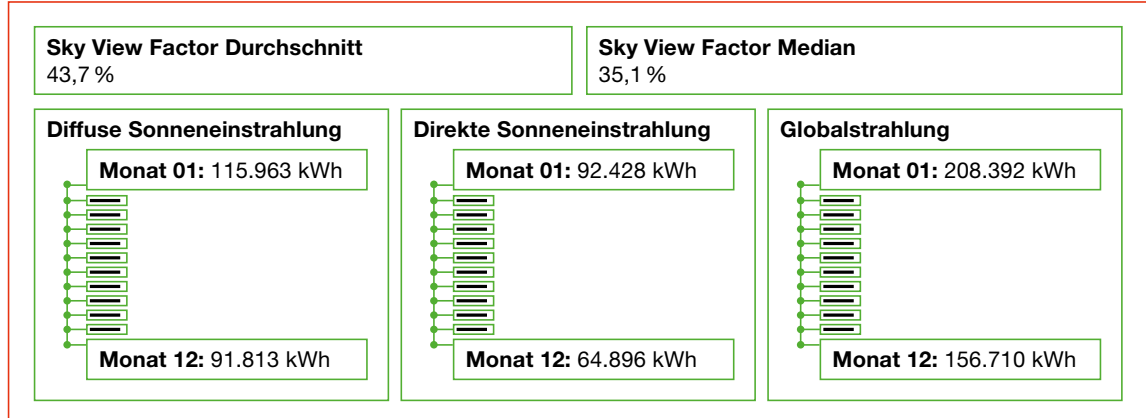 Sky View Factor Durchschnitt
43,7 %
Sky View Factor Median
35,1 %
Diffuse Sonneneinstrahlung
Monat 01: 115.963 kWh
Monat 12: 91.813 kWh
Direkte Sonneneinstrahlung
Monat 01: 92.428 kWh
Monat 12: 64.896 kWh
Globalstrahlung
Monat 01: 208.392 kWh
Monat 12: 156.710 kWh